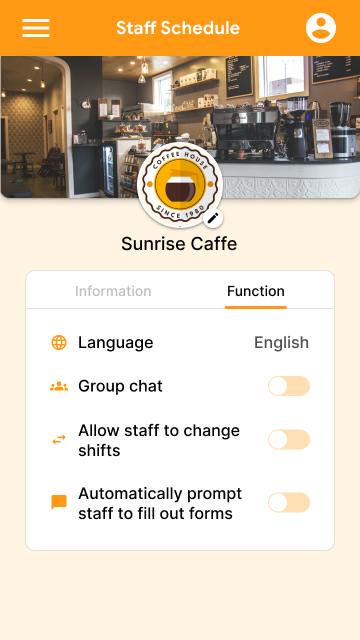 Staff Schedule
COFFEE HOUSE
SINCE 1980
Sunrise Caffe
Information
Function
Language
English
Group chat
Allow staff to change
shifts
Automatically prompt
staff to fill out forms